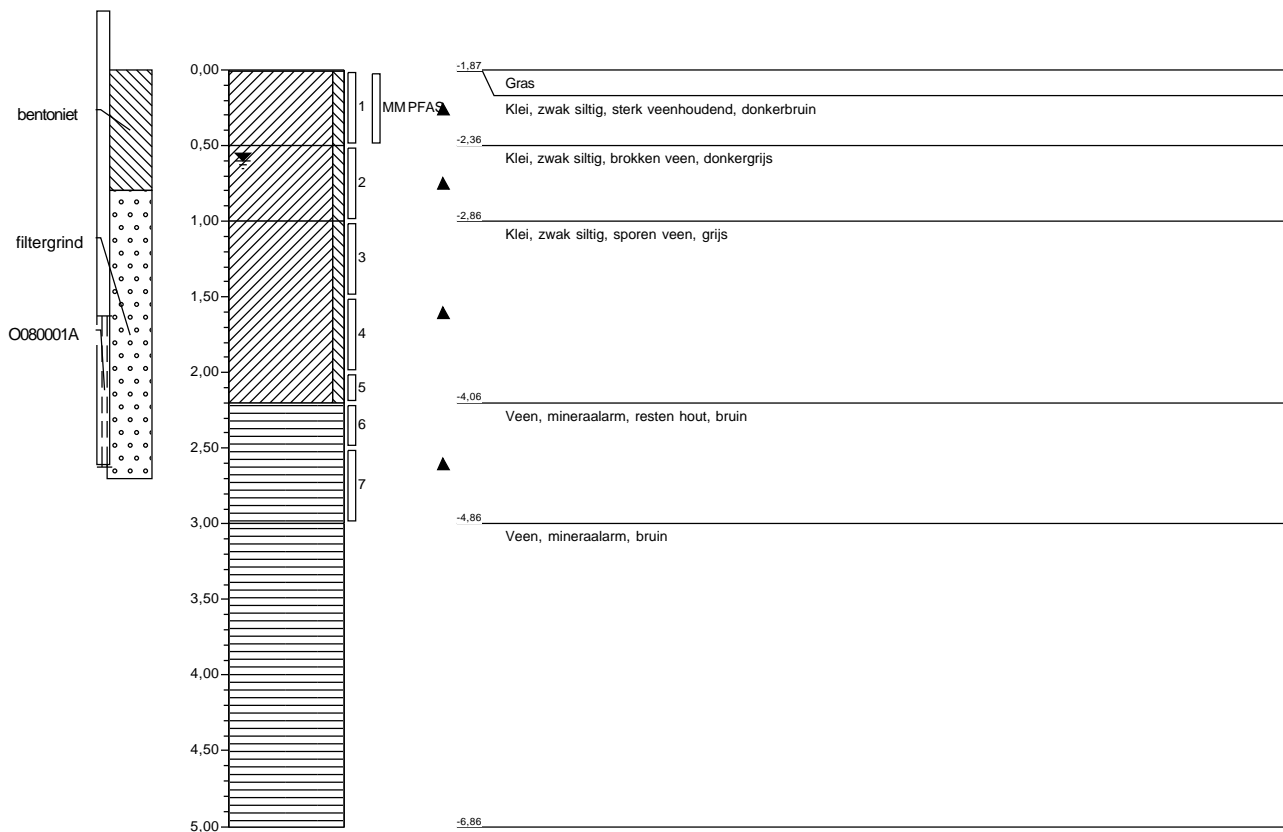 0,00
-1,87
Gras
bentoniet
1
MMPFAS
Klei, zwak siltig, sterk veenhoudend, donkerbruin
0,50
-2,36
Klei, zwak siltig, brokken veen, donkergrijs
2
1,00
-2,86
Klei, zwak siltig, sporen veen, grijs
filtergrind
3
1,50
O080001A
4
2,00
5
-4,06
Veen, mineraalarm, resten hout, bruin
6
2,50
7
3,00
-4,86
Veen, mineraalarm, bruin
3,50
4,00
4,50
5,00
-6,86